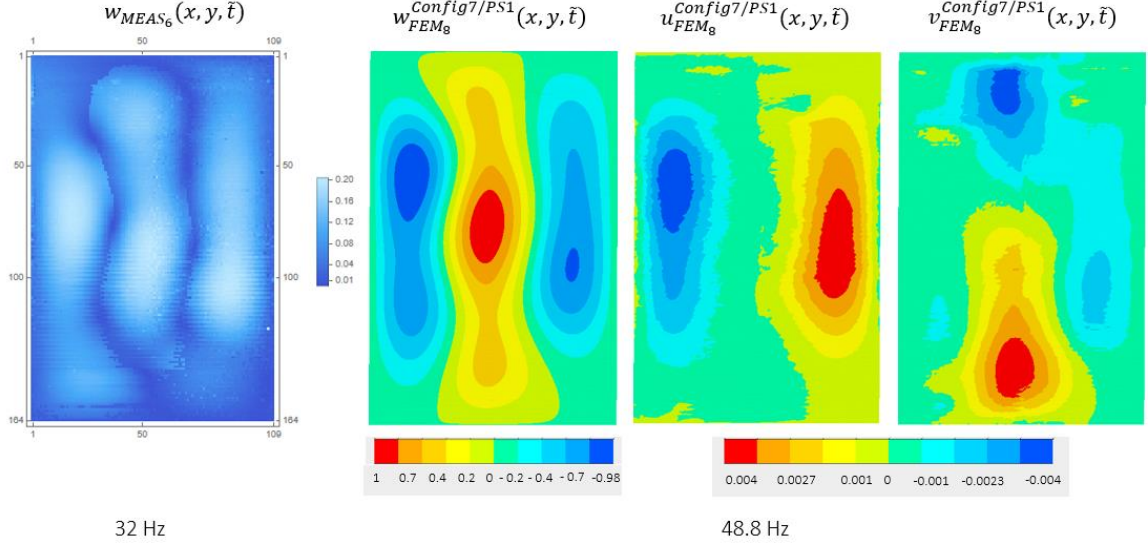 w_{MEAS_6}(x, y, t̃)
w_{FEM_8}^{Config7/PS1}(x, y, t̃)
u_{FEM_8}^{Config7/PS1}(x, y, t̃)
v_{FEM_8}^{Config7/PS1}(x, y, t̃)
1 50 109
1 1
50 50
100 100
164 164
1 50 109
0.20
0.16
0.12
0.08
0.04
0.01
1 0.7 0.4 0.2 0 - 0.2 - 0.4 - 0.7 -0.98
0.004 0.0027 0.001 0 -0.001 -0.0023 -0.004
32 Hz
48.8 Hz